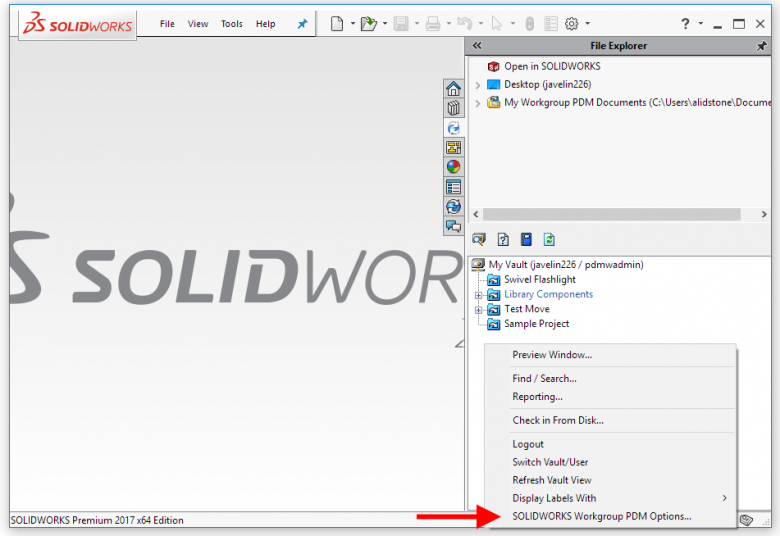 SOLIDWORKS File View Tools Help ?
File Explorer
Open in SOLIDWORKS
Desktop (javelin226)
My Workgroup PDM Documents (C:\Users\alidstone\Docume
SOLIDWOR
My Vault (javelin226 / pdmwadmin)
Swivel Flashlight
Library Components
Test Move
Sample Project
Preview Window...
Find / Search...
Reporting...
Check in From Disk...
Logout
Switch Vault/User
Refresh Vault View
Display Labels With
SOLIDWORKS Workgroup PDM Options...
SOLIDWORKS Premium 2017 x64 Edition